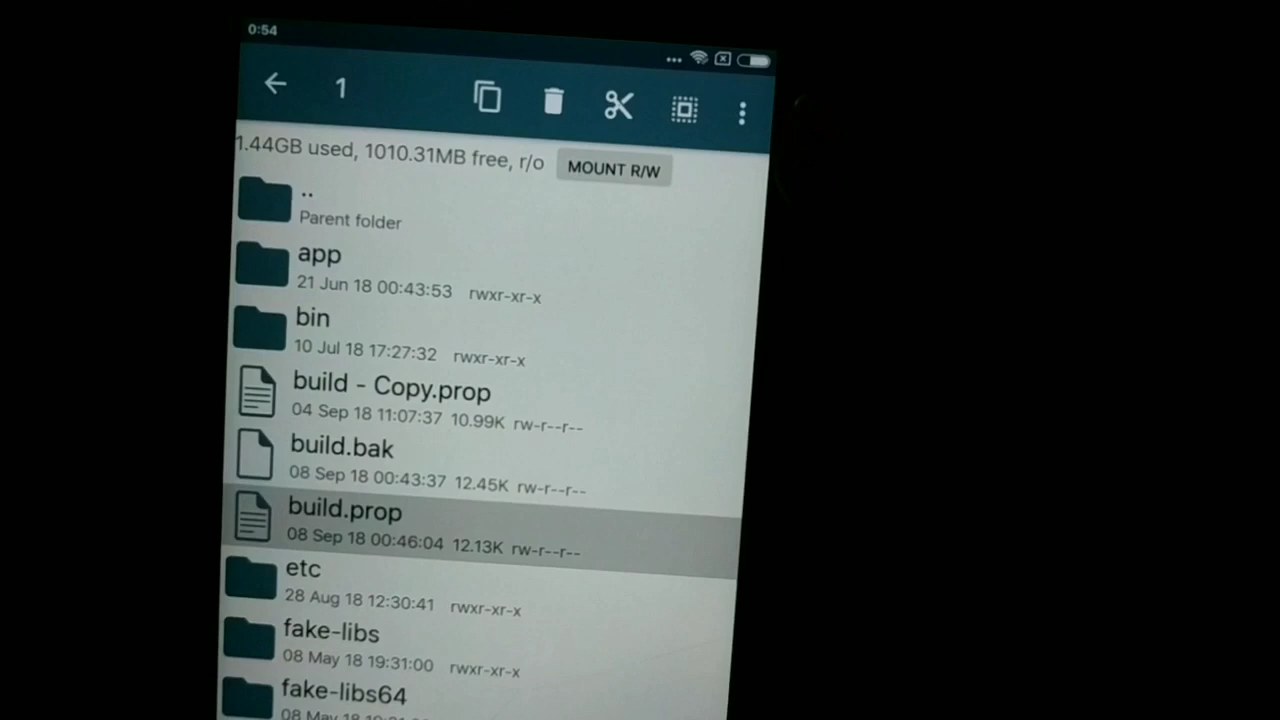 0:54
1
1.44GB used, 1010.31MB free, r/o MOUNT R/W
..
Parent folder
app
21 Jun 18 00:43:53 rwxr-xr-x
bin
10 Jul 18 17:27:32 rwxr-xr-x
build - Copy.prop
04 Sep 18 11:07:37 10.99K rw-r--r--
build.bak
08 Sep 18 00:43:37 12.45K rw-r--r--
build.prop
08 Sep 18 00:46:04 12.13K rw-r--r--
etc
28 Aug 18 12:30:41 rwxr-xr-x
fake-libs
08 May 18 19:31:00 rwxr-xr-x
fake-libs64
08 May 18